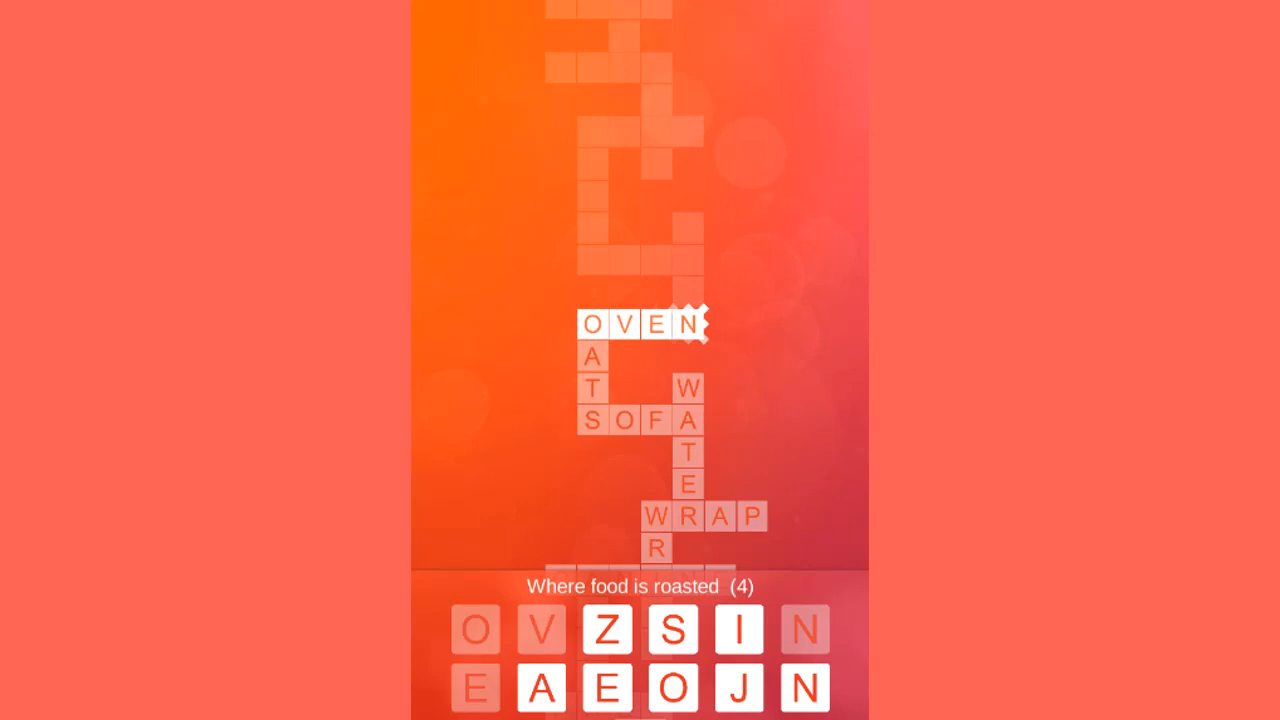 OVEN
A
T W
SOFA
T
E
WRAP
R
Where food is roasted (4)
O V Z S I N
E A E O J N